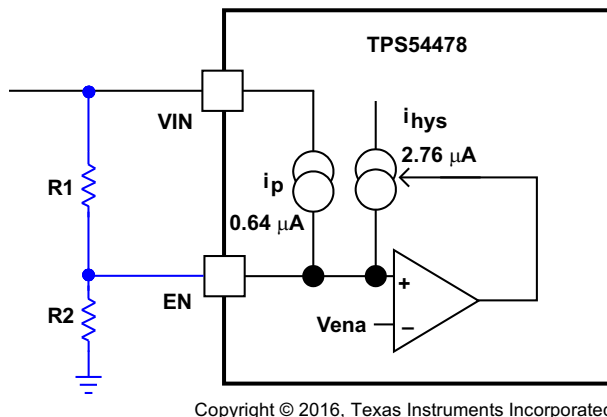 TPS54478
VIN
i hys
2.76 µA
R1
i p
0.64 µA
EN
R2
+
Vena
−
Copyright © 2016, Texas Instruments Incorporated